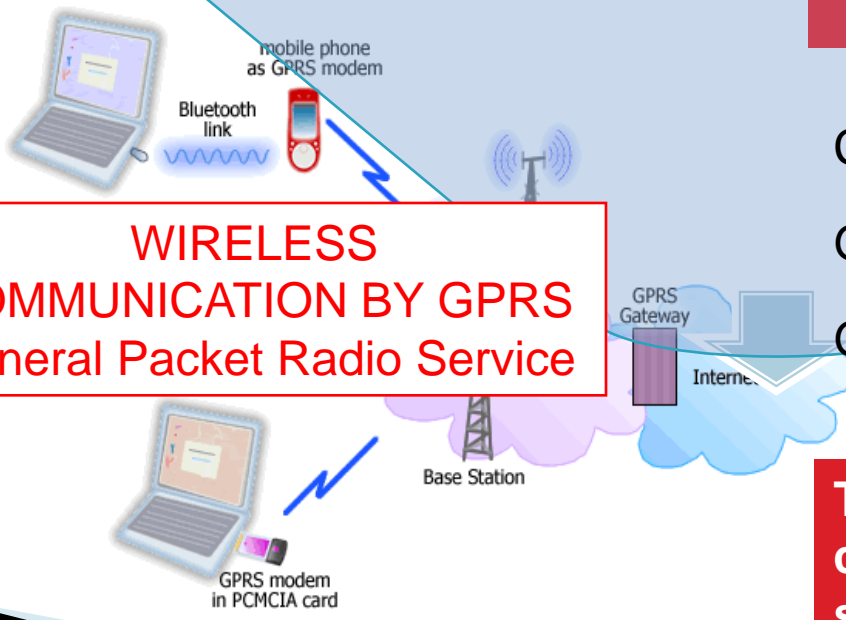 mobile phone
as GPRS modem
Bluetooth
link
WIRELESS
OMMUNICATION BY GPRS
neral Packet Radio Service
GPRS
Gateway
Interne
Base Station
GPRS modem
in PCMCIA card